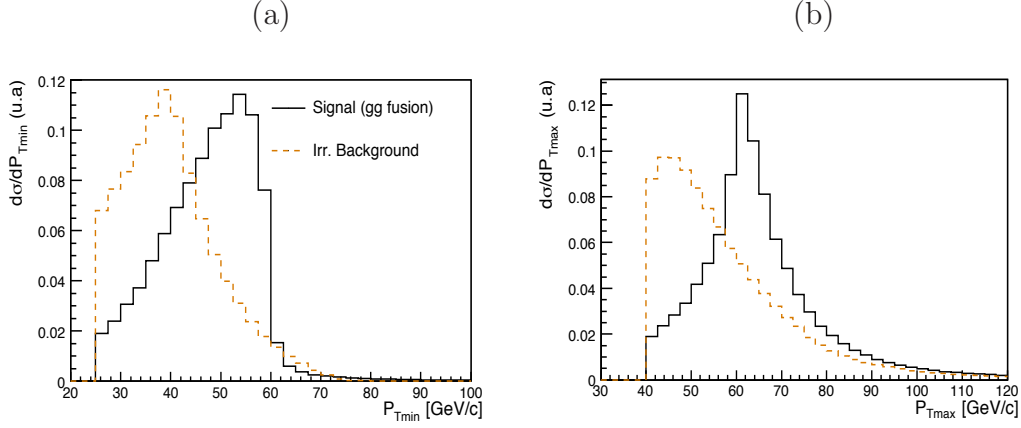 (a)
(b)
dσ/dP_Tmin (u.a)
0.12
0.1
0.08
0.06
0.04
0.02
0
Signal (gg fusion)
Irr. Background
20 30 40 50 60 70 80 90 100
P_Tmin [GeV/c]
dσ/dP_Tmax (u.a)
0.12
0.1
0.08
0.06
0.04
0.02
0
30 40 50 60 70 80 90 100 110 120
P_Tmax [GeV/c]